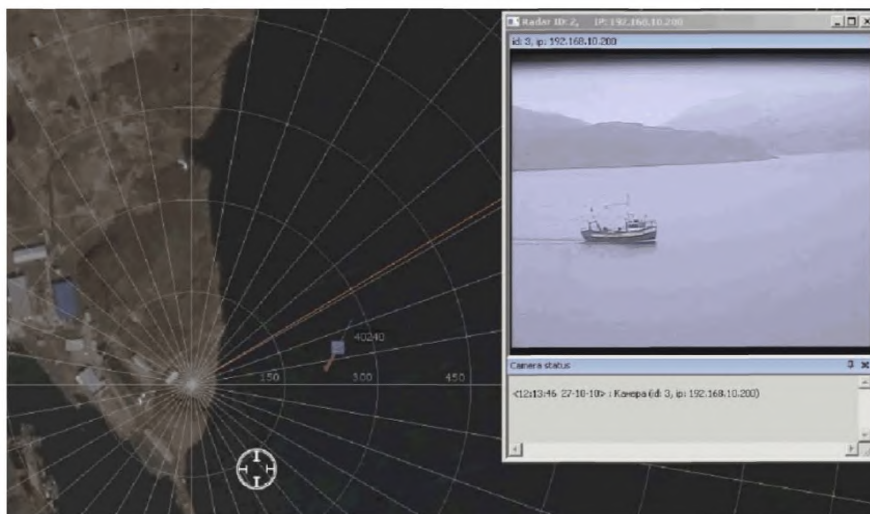 Radar ID: 2, IP: 192.168.10.200
id: 3, ip: 192.168.10.200
40240
150 300 450
Camera status
<12:13:46 27-10-10> : Камера (id: 3, ip: 192.168.10.200)